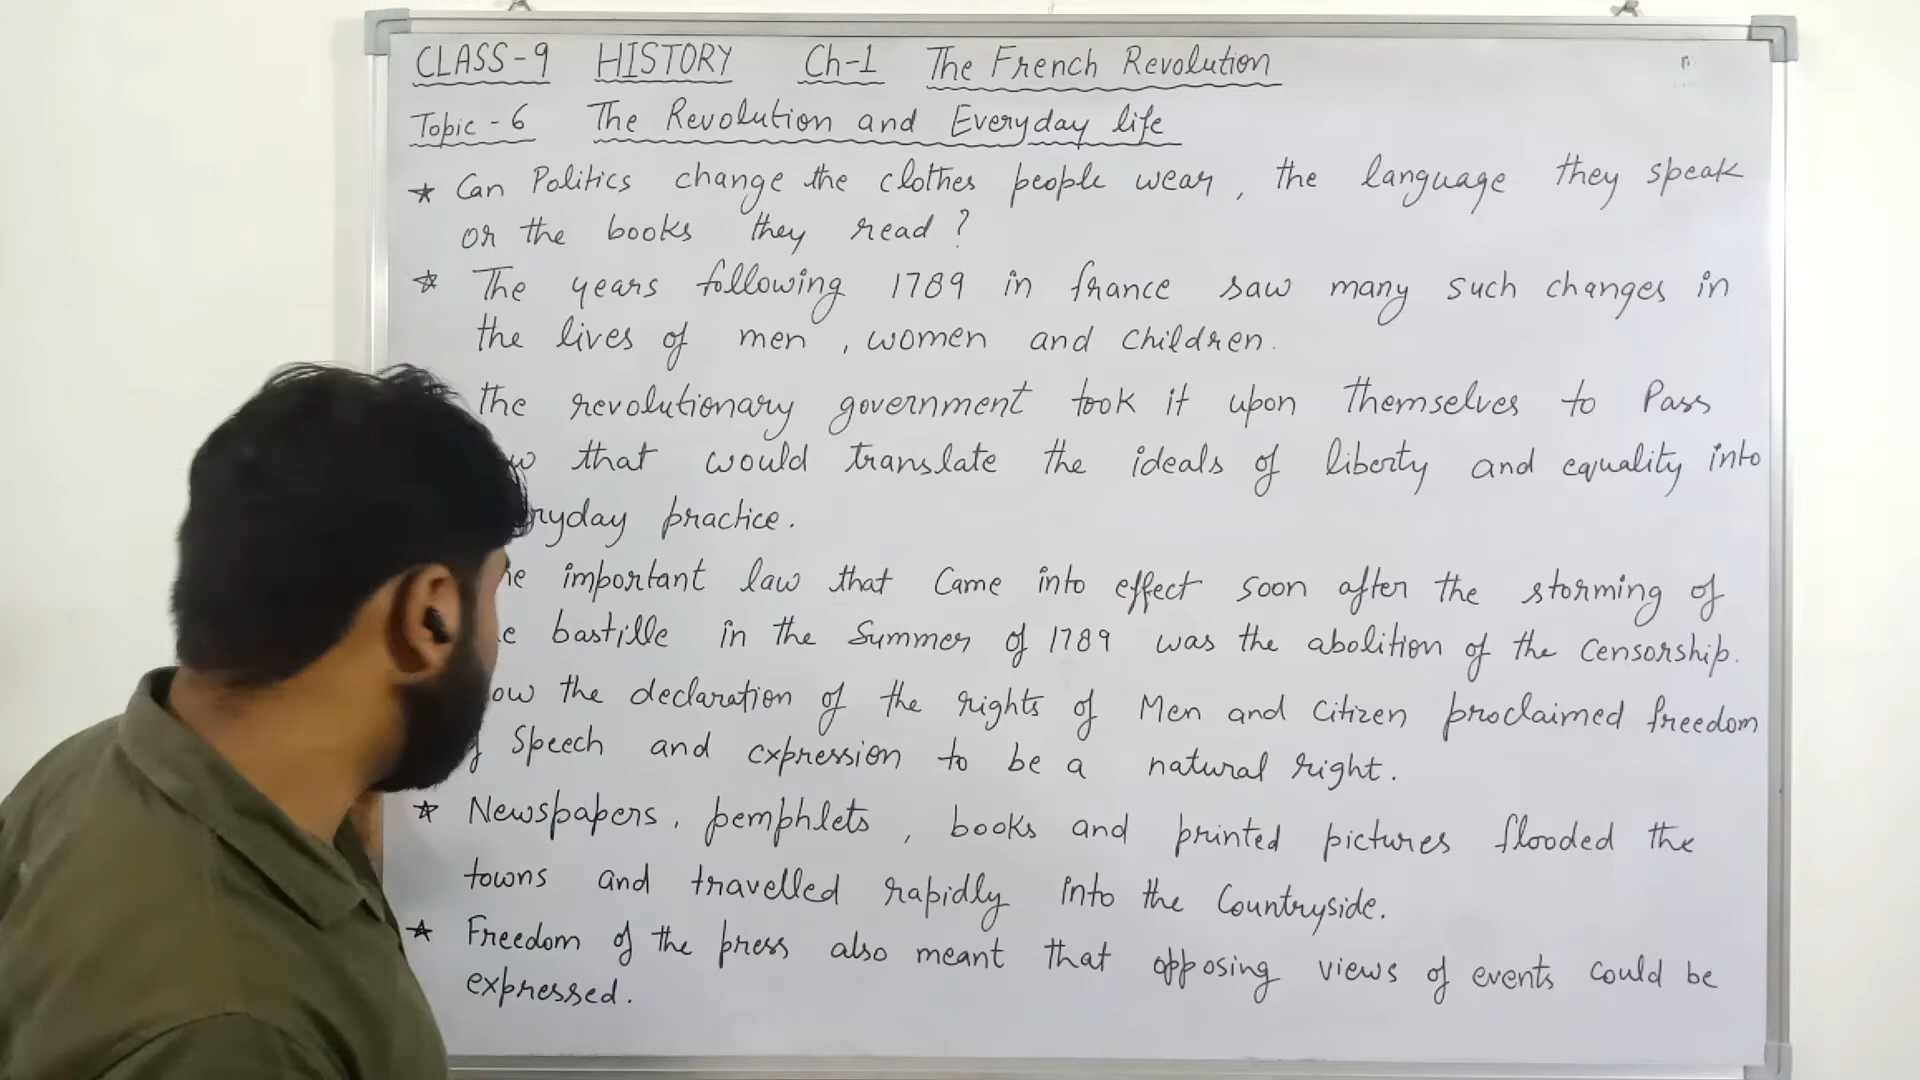 CLASS-9 HISTORY Ch-1 The French Revolution
Topic-6 The Revolution and Everyday life
★ Can Politics change the clothes people wear, the language they speak
or the books they read?
★ The years following 1789 in france saw many such changes in
the lives of men, women and children.
the revolutionary government took it upon themselves to Pass
that would translate the ideals of liberty and equality into
ryday practice.
important law that Came into effect soon after the storming of
bastille in the Summer of 1789 was the abolition of the Censorship.
ow the declaration of the rights of Men and Citizen proclaimed freedom
Speech and expression to be a natural right.
★ Newspapers, pemphlets, books and printed pictures flooded the
towns and travelled rapidly into the Countryside.
★ Freedom of the press also meant that opposing views of events could be
expressed.